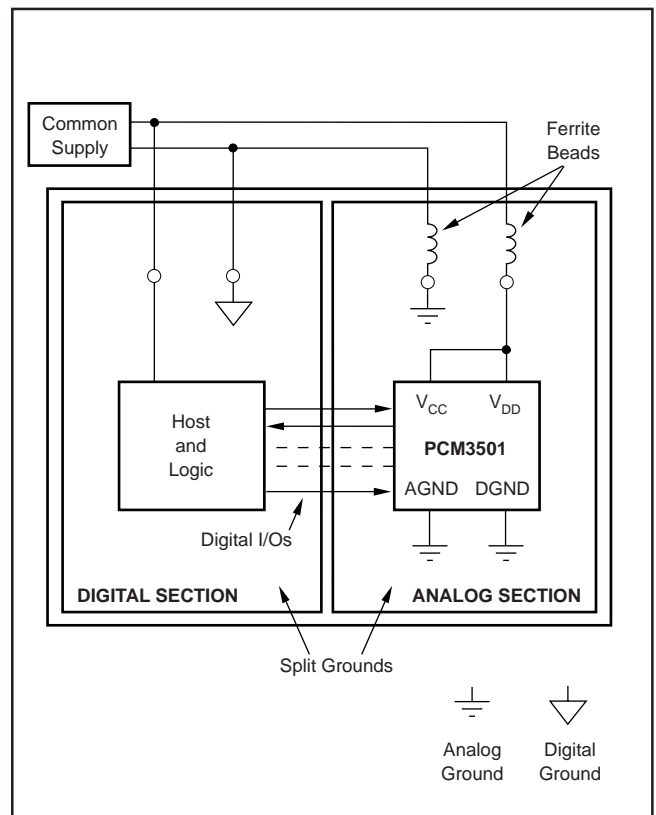 Common
Supply
Ferrite
Beads
Host
and
Logic
VCC VDD
PCM3501
AGND DGND
Digital I/Os
DIGITAL SECTION
ANALOG SECTION
Split Grounds
Analog
Ground
Digital
Ground